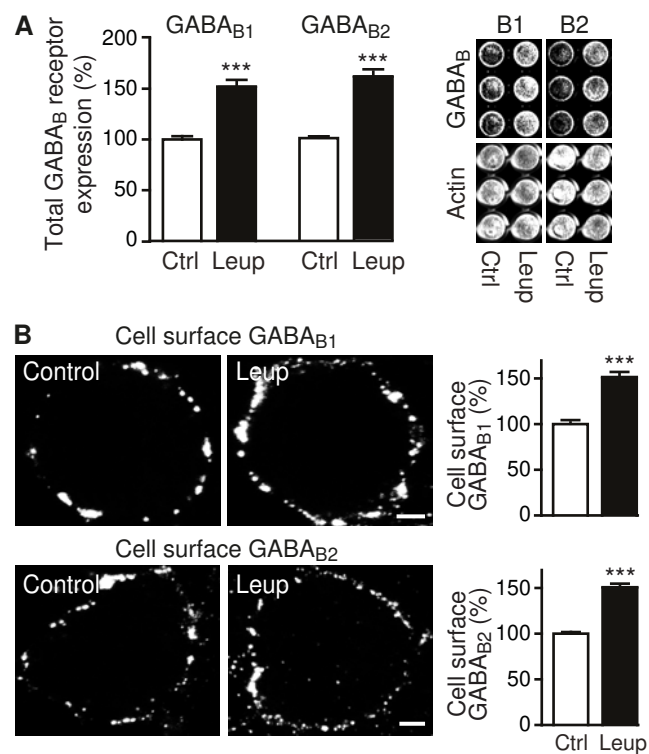 A
GABAB1 GABAB2
Total GABAB receptor
expression (%)
200
150
100
50
0
*** ***
Ctrl Leup Ctrl Leup
B1 B2
GABAB
Actin
Ctrl Leup Ctrl Leup
B
Cell surface GABAB1
Control Leup
Cell surface
GABAB1 (%)
***
150
100
50
0
Cell surface GABAB2
Control Leup
Cell surface
GABAB2 (%)
***
150
100
50
0
Ctrl Leup